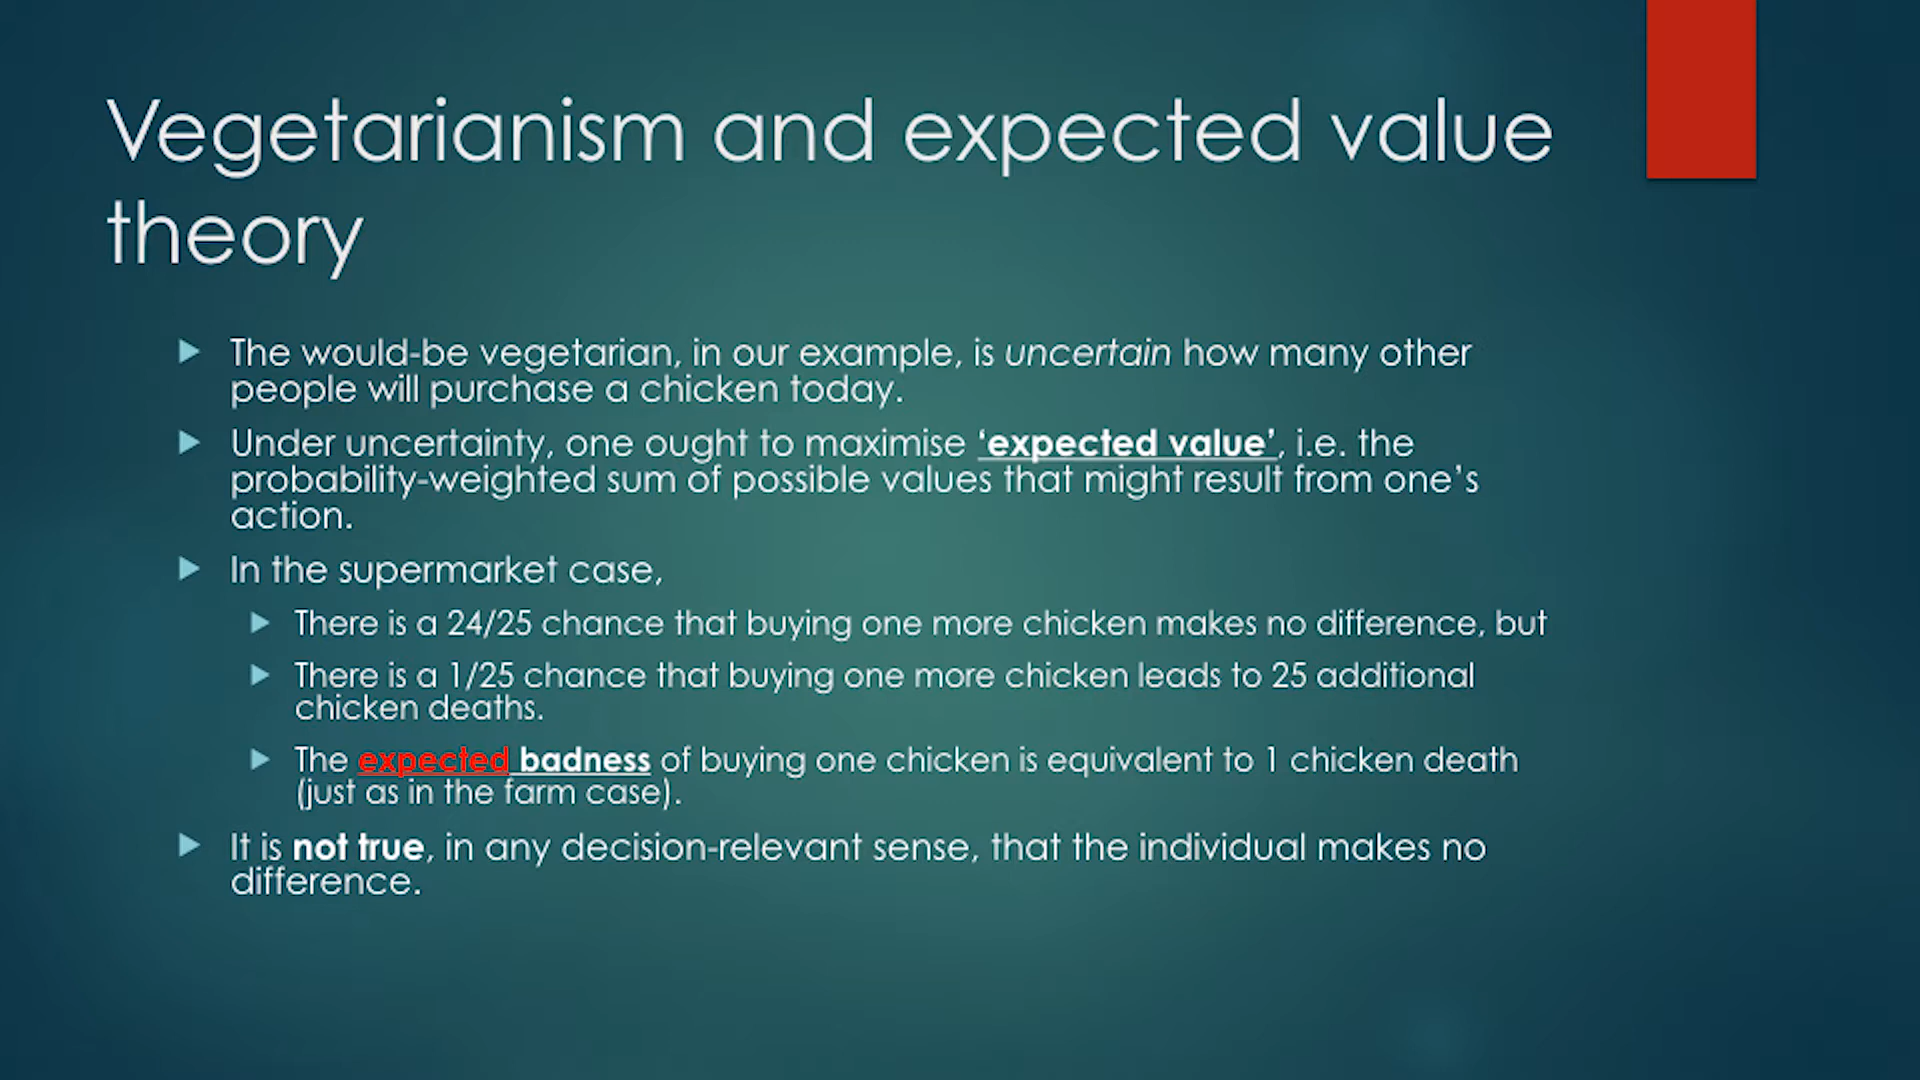 Vegetarianism and expected value
theory
The would-be vegetarian, in our example, is uncertain how many other
people will purchase a chicken today.
Under uncertainty, one ought to maximise ‘expected value’, i.e. the
probability-weighted sum of possible values that might result from one’s
action.
In the supermarket case,
There is a 24/25 chance that buying one more chicken makes no difference, but
There is a 1/25 chance that buying one more chicken leads to 25 additional
chicken deaths.
The expected badness of buying one chicken is equivalent to 1 chicken death
(just as in the farm case).
It is not true, in any decision-relevant sense, that the individual makes no
difference.